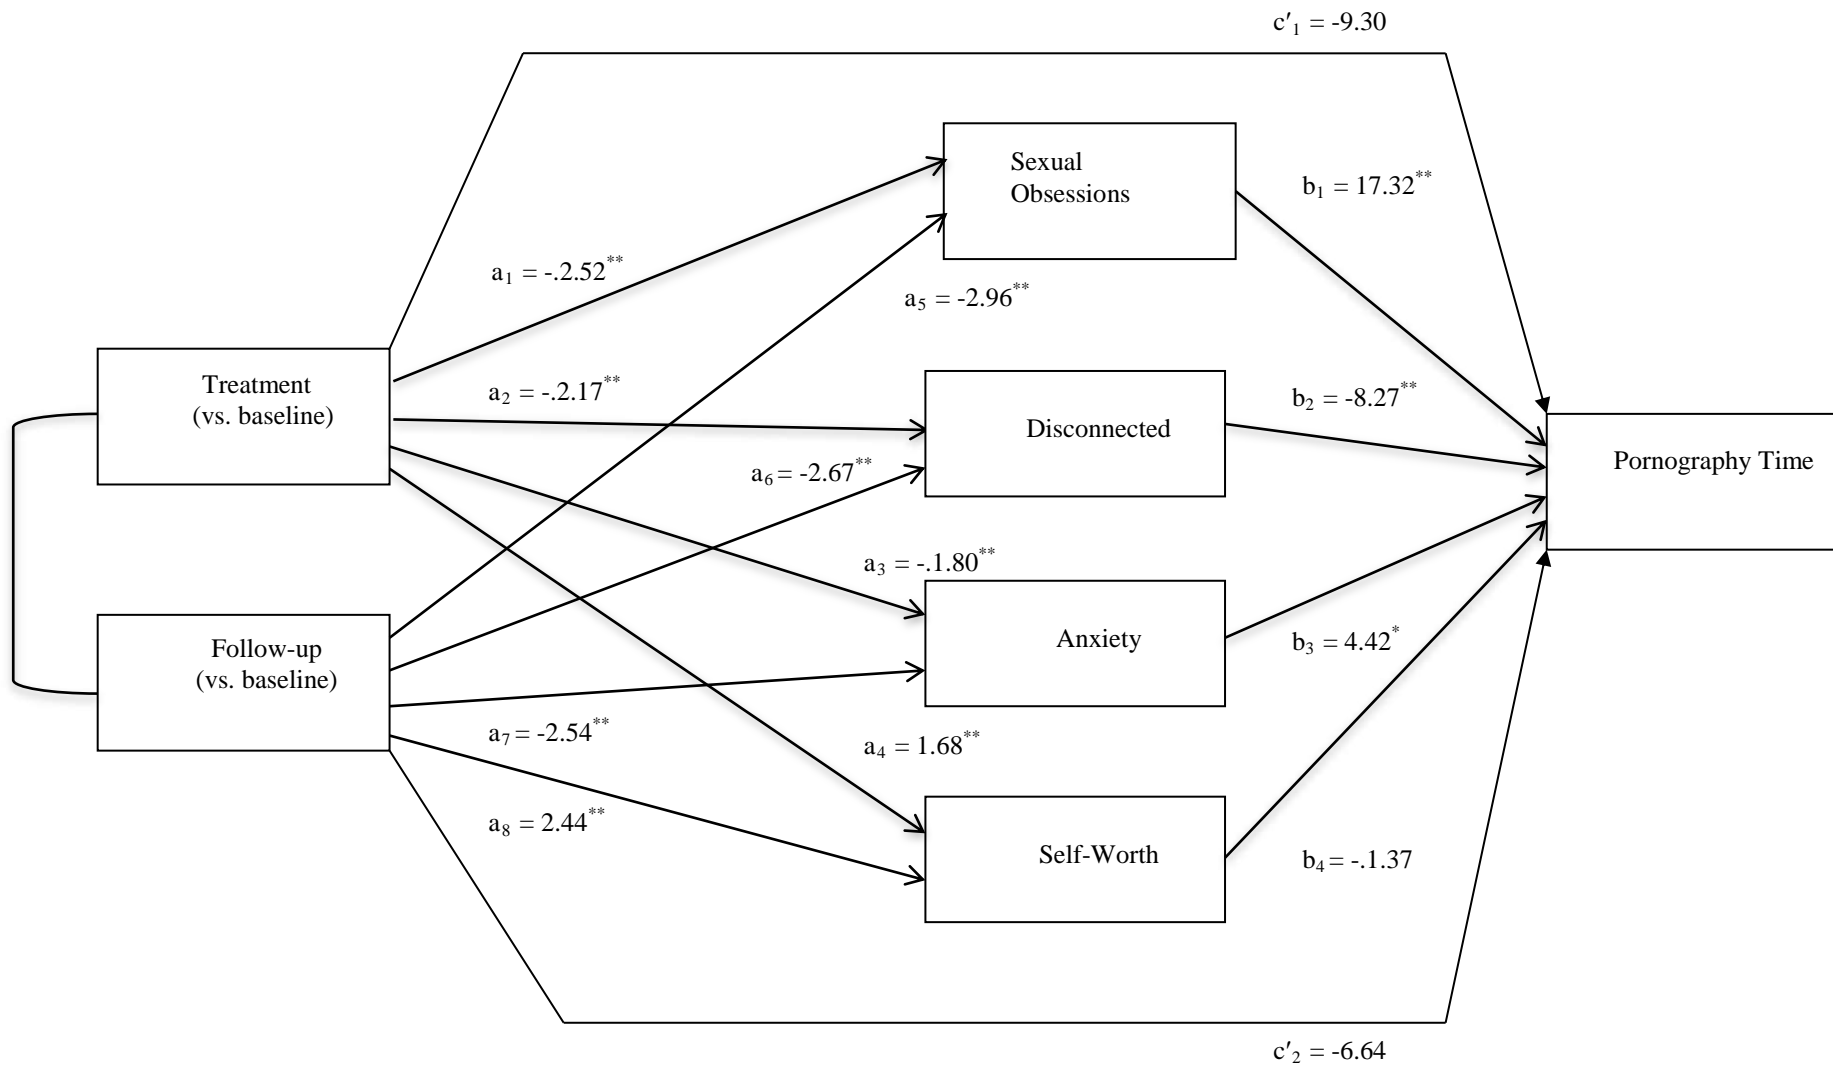 c′₁ = -9.30
Sexual
Obsessions
b₁ = 17.32**
a₁ = -.2.52**
a₅ = -2.96**
Treatment
(vs. baseline)
a₂ = -.2.17**
b₂ = -8.27**
Disconnected
Pornography Time
a₆ = -2.67**
a₃ = -.1.80**
Follow-up
(vs. baseline)
Anxiety
b₃ = 4.42*
a₇ = -2.54**
a₄ = 1.68**
a₈ = 2.44**
Self-Worth
b₄ = -.1.37
c′₂ = -6.64